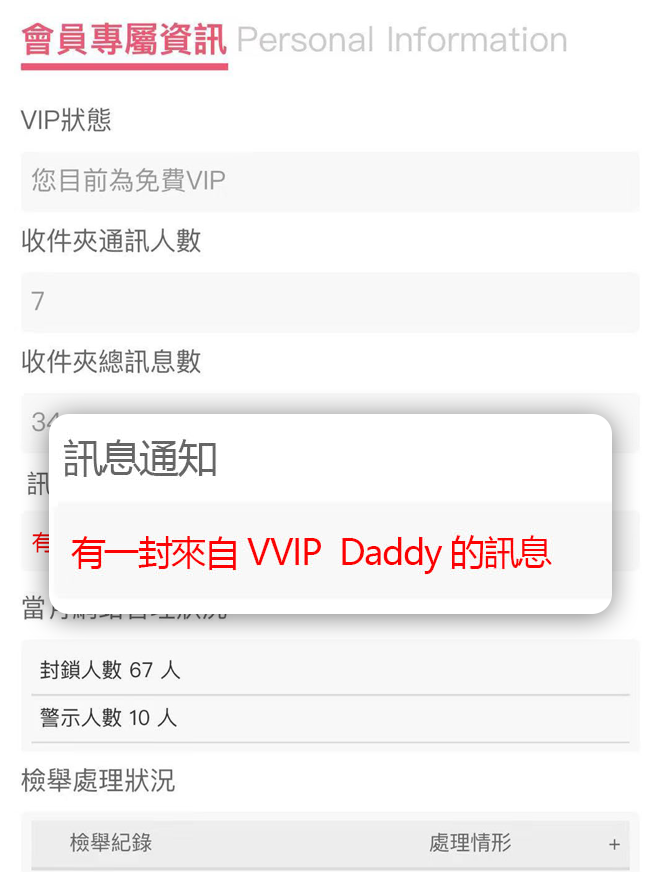 會員專屬資訊 Personal Information
VIP狀態
您目前為免費VIP
收件夾通訊人數
7
收件夾總訊息數
34
訊息通知
訊
有一封來自 VVIP Daddy 的訊息
有
封鎖人數 67 人
警示人數 10 人
檢舉處理狀況
檢舉紀錄 處理情形 +